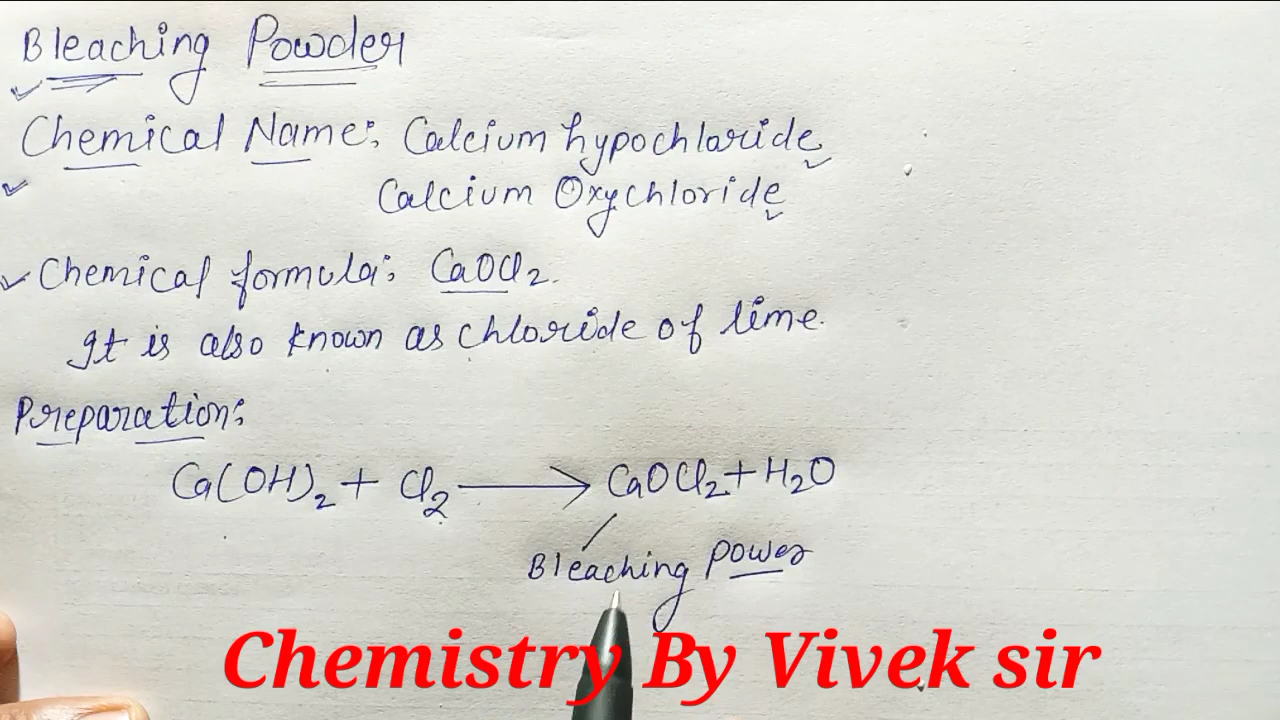 Bleaching Powder
Chemical Name: Calcium hypochlaride
Calcium Oxychloride
Chemical formula: CaOCl2.
It is also known as chloride of lime.
Preparation:
Ca(OH)2 + Cl2 → CaOCl2 + H2O
Bleaching power
Chemistry By Vivek sir